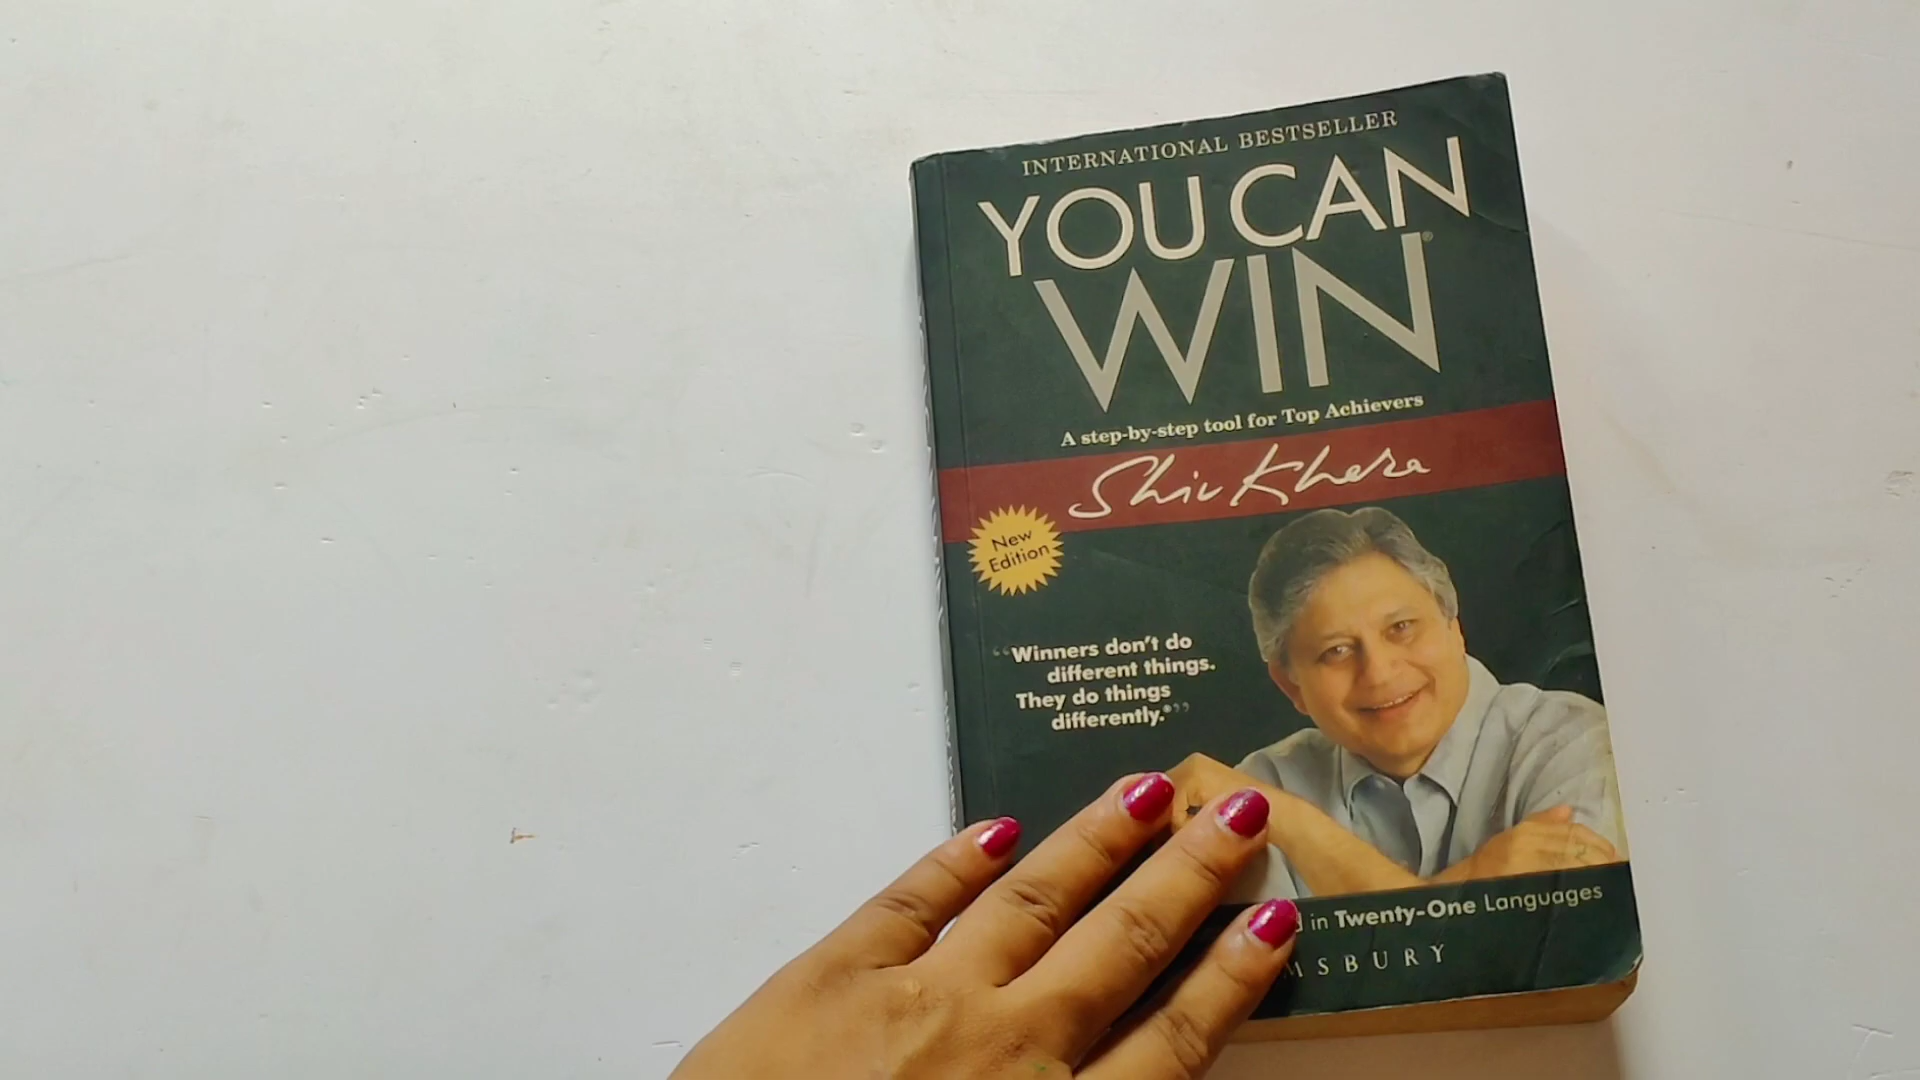 INTERNATIONAL BESTSELLER
YOU CAN
WIN®
A step-by-step tool for Top Achievers
Shiv Khera
New
Edition
“Winners don't do
different things.
They do things
differently.®”
in Twenty-One Languages
MSBURY